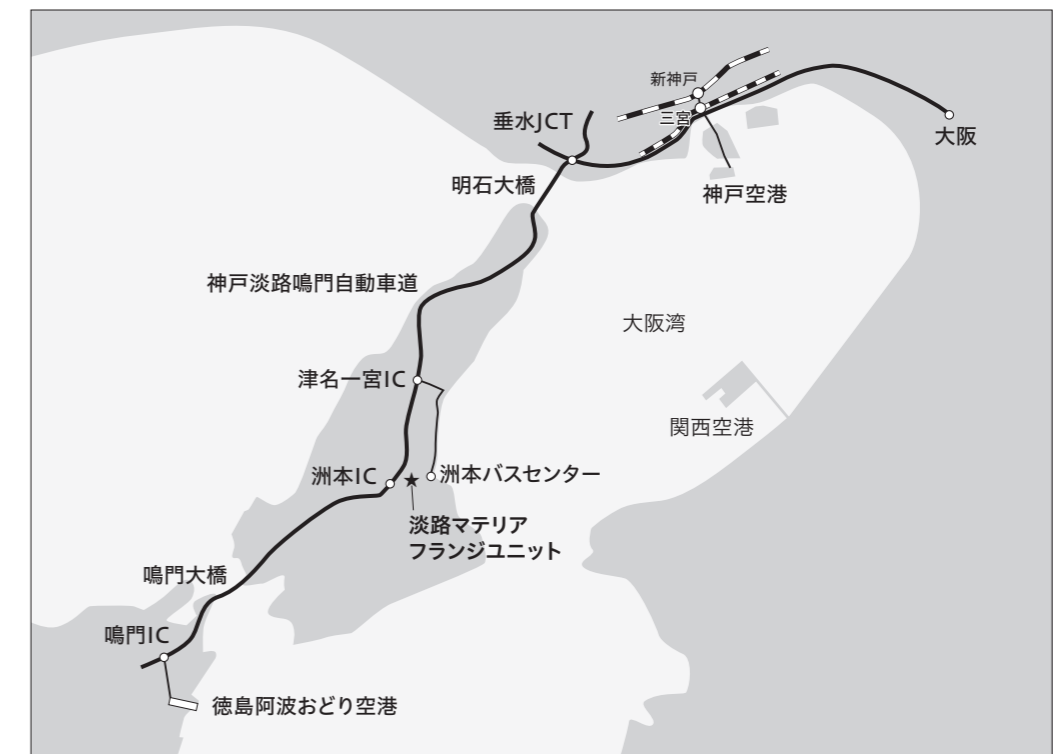 新神戸
三宮
垂水JCT
大阪
明石大橋
神戸空港
神戸淡路鳴門自動車道
大阪湾
津名一宮IC
関西空港
洲本IC
洲本バスセンター
淡路マテリア
フランジユニット
鳴門大橋
鳴門IC
徳島阿波おどり空港